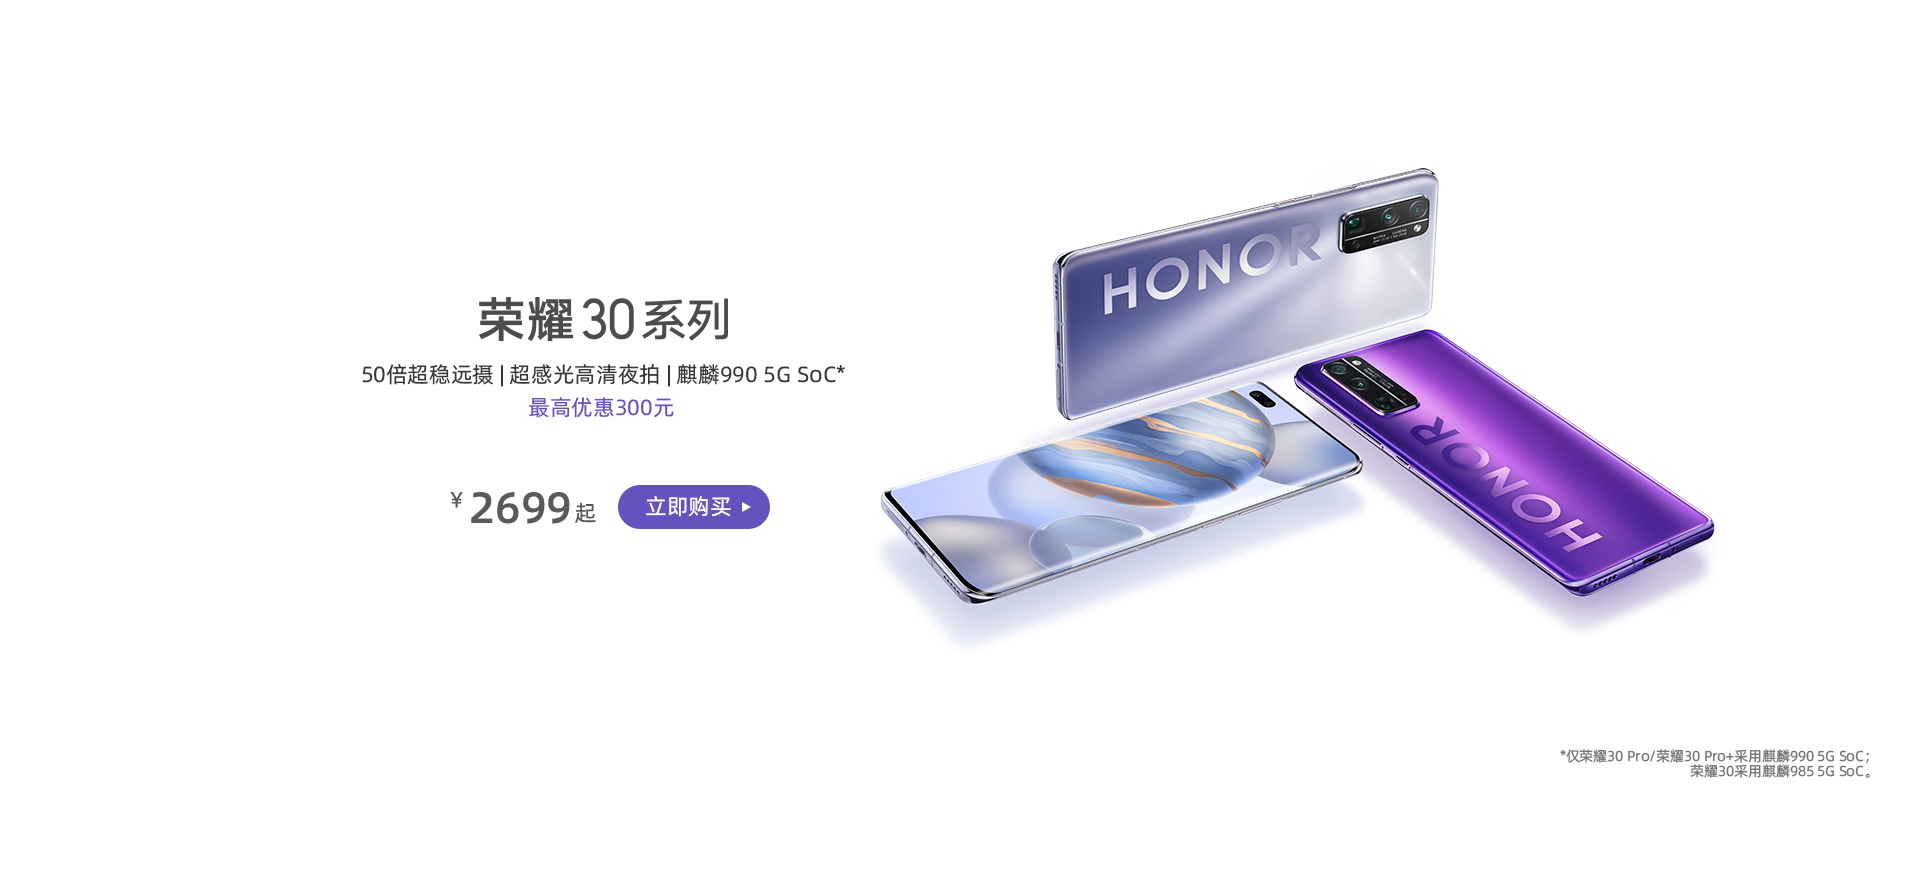 荣耀30系列
50倍超稳远摄 | 超感光高清夜拍 | 麒麟990 5G SoC*
最高优惠300元
¥ 2699起
立即购买
HONOR
HONOR
*仅荣耀30 Pro/荣耀30 Pro+采用麒麟990 5G SoC；
荣耀30采用麒麟985 5G SoC。